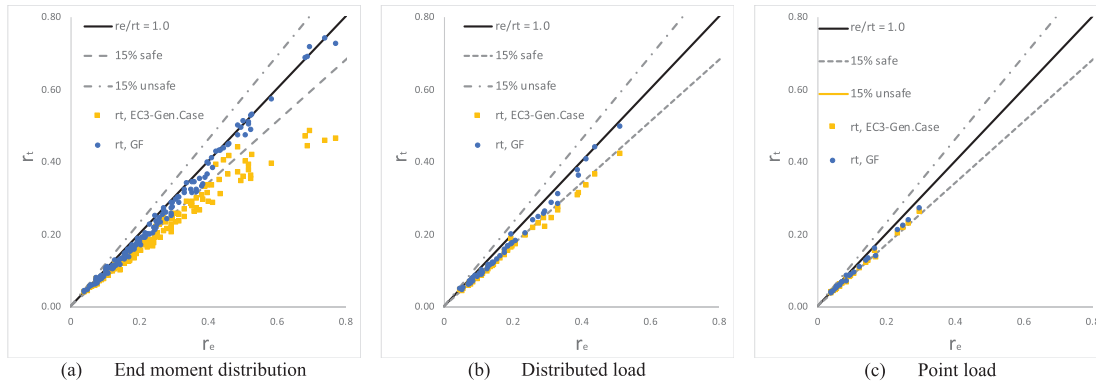 0.80
0.60
0.40
0.20
0.00
0
0.2
0.4
0.6
0.8
rt
re
re/rt = 1.0
15% safe
15% unsafe
rt, EC3-Gen.Case
rt, GF
(a) End moment distribution
0.80
0.60
0.40
0.20
0.00
0
0.2
0.4
0.6
0.8
rt
re
re/rt = 1.0
15% safe
15% unsafe
rt, EC3-Gen.Case
rt, GF
(b) Distributed load
0.80
0.60
0.40
0.20
0.00
0
0.2
0.4
0.6
0.8
rt
re
re/rt = 1.0
15% safe
15% unsafe
rt, EC3-Gen.Case
rt, GF
(c) Point load